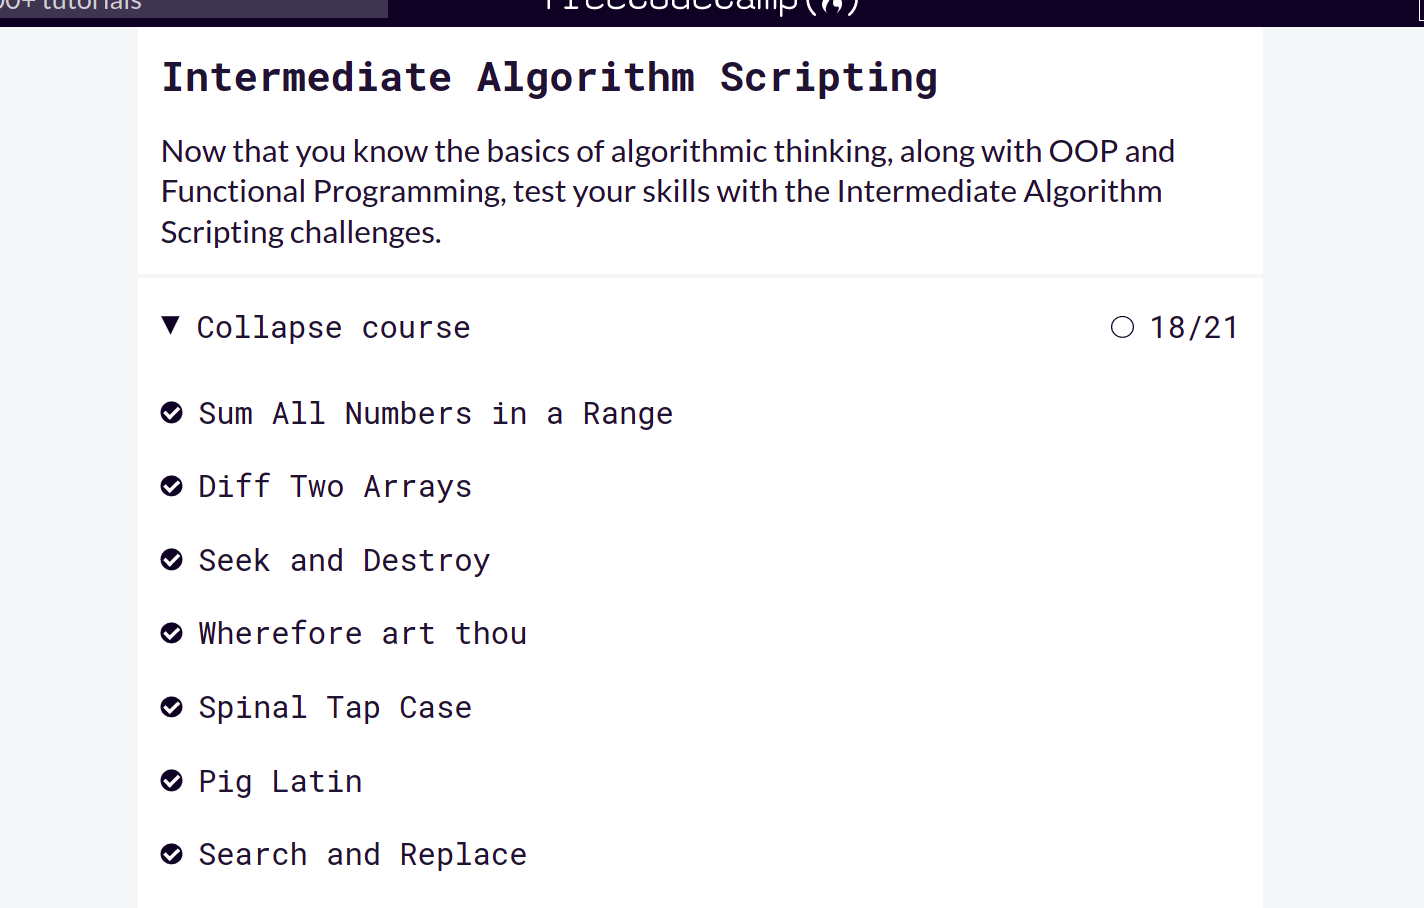 tutorials
Intermediate Algorithm Scripting
Now that you know the basics of algorithmic thinking, along with OOP and
Functional Programming, test your skills with the Intermediate Algorithm
Scripting challenges.
Collapse course 18/21
Sum All Numbers in a Range
Diff Two Arrays
Seek and Destroy
Wherefore art thou
Spinal Tap Case
Pig Latin
Search and Replace